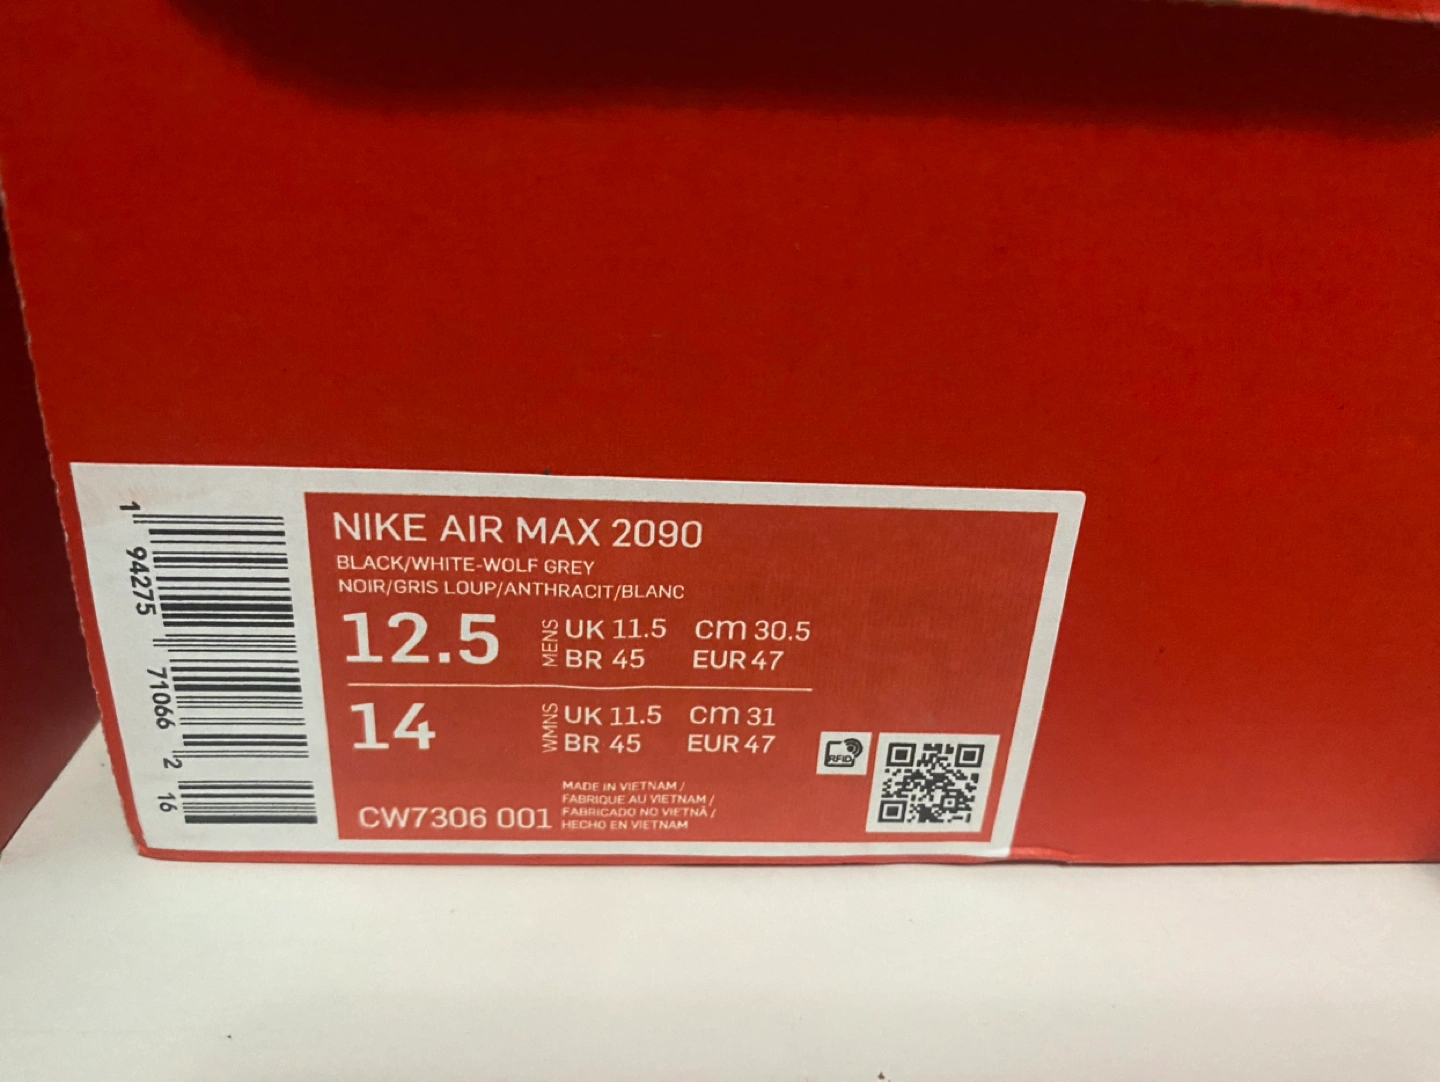 1 94275 71066 2 16
NIKE AIR MAX 2090
BLACK/WHITE-WOLF GREY
NOIR/GRIS LOUP/ANTHRACIT/BLANC
12.5 MENS UK 11.5 cm 30.5
BR 45 EUR 47
14 WMNS UK 11.5 cm 31
BR 45 EUR 47
RFID
MADE IN VIETNAM /
FABRIQUE AU VIETNAM /
CW7306 001 FABRICADO NO VIETNÃ /
HECHO EN VIETNAM